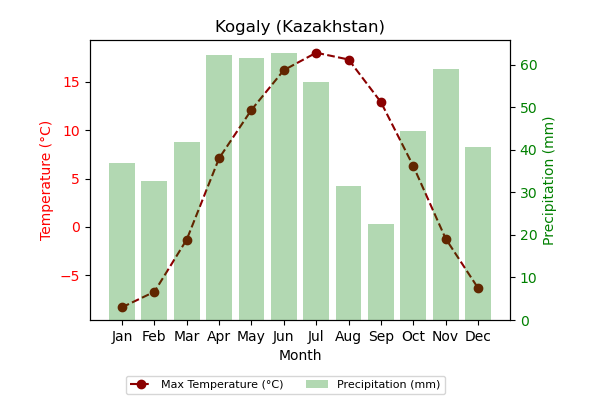 Kogaly (Kazakhstan)
Temperature (°C)
15
10
5
0
−5
Precipitation (mm)
60
50
40
30
20
10
0
Jan Feb Mar Apr May Jun Jul Aug Sep Oct Nov Dec
Month
Max Temperature (°C) Precipitation (mm)